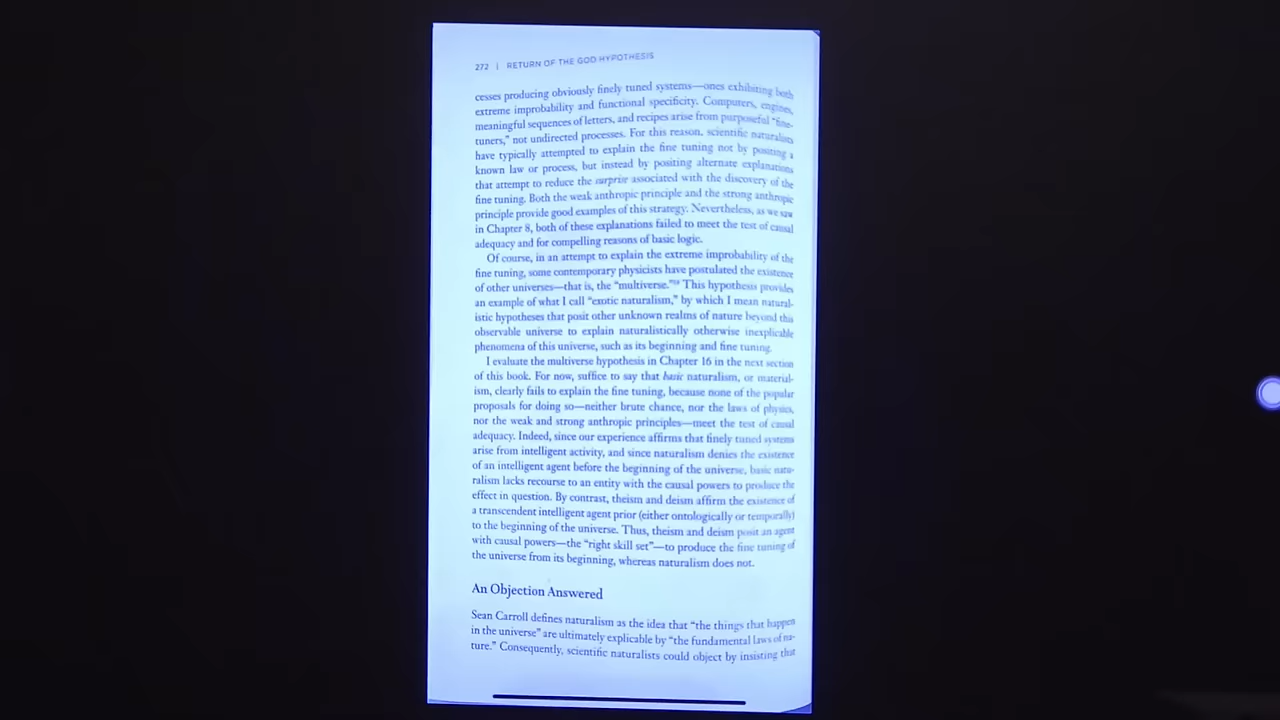 272 | RETURN OF THE GOD HYPOTHESIS
cesses producing obviously finely tuned systems—ones exhibiting both
extreme improbability and functional specificity. Computers, engines,
meaningful sequences of letters, and recipes arise from purposeful “fine-
tuners,” not undirected processes. For this reason, scientific naturalists
have typically attempted to explain the fine tuning not by positing a
known law or process, but instead by positing alternate explanations
that attempt to reduce the surprise associated with the discovery of the
fine tuning. Both the weak anthropic principle and the strong anthropic
principle provide good examples of this strategy. Nevertheless, as we saw
in Chapter 8, both of these explanations failed to meet the test of causal
adequacy and for compelling reasons of basic logic.
Of course, in an attempt to explain the extreme improbability of the
fine tuning, some contemporary physicists have postulated the existence
of other universes—that is, the “multiverse.” This hypothesis provides
an example of what I call “exotic naturalism,” by which I mean natural-
istic hypotheses that posit other unknown realms of nature beyond this
observable universe to explain naturalistically otherwise inexplicable
phenomena of this universe, such as its beginning and fine tuning.
I evaluate the multiverse hypothesis in Chapter 16 in the next section
of this book. For now, suffice to say that basic naturalism, or material-
ism, clearly fails to explain the fine tuning, because none of the popular
proposals for doing so—neither brute chance, nor the laws of physics,
nor the weak and strong anthropic principles—meet the test of causal
adequacy. Indeed, since our experience affirms that finely tuned systems
arise from intelligent activity, and since naturalism denies the existence
of an intelligent agent before the beginning of the universe, basic natu-
ralism lacks recourse to an entity with the causal powers to produce the
effect in question. By contrast, theism and deism affirm the existence of
a transcendent intelligent agent prior (either ontologically or temporally)
to the beginning of the universe. Thus, theism and deism posit an agent
with causal powers—the “right skill set”—to produce the fine tuning of
the universe from its beginning, whereas naturalism does not.
An Objection Answered
Sean Carroll defines naturalism as the idea that “the things that happen
in the universe” are ultimately explicable by “the fundamental laws of na-
ture.” Consequently, scientific naturalists could object by insisting that